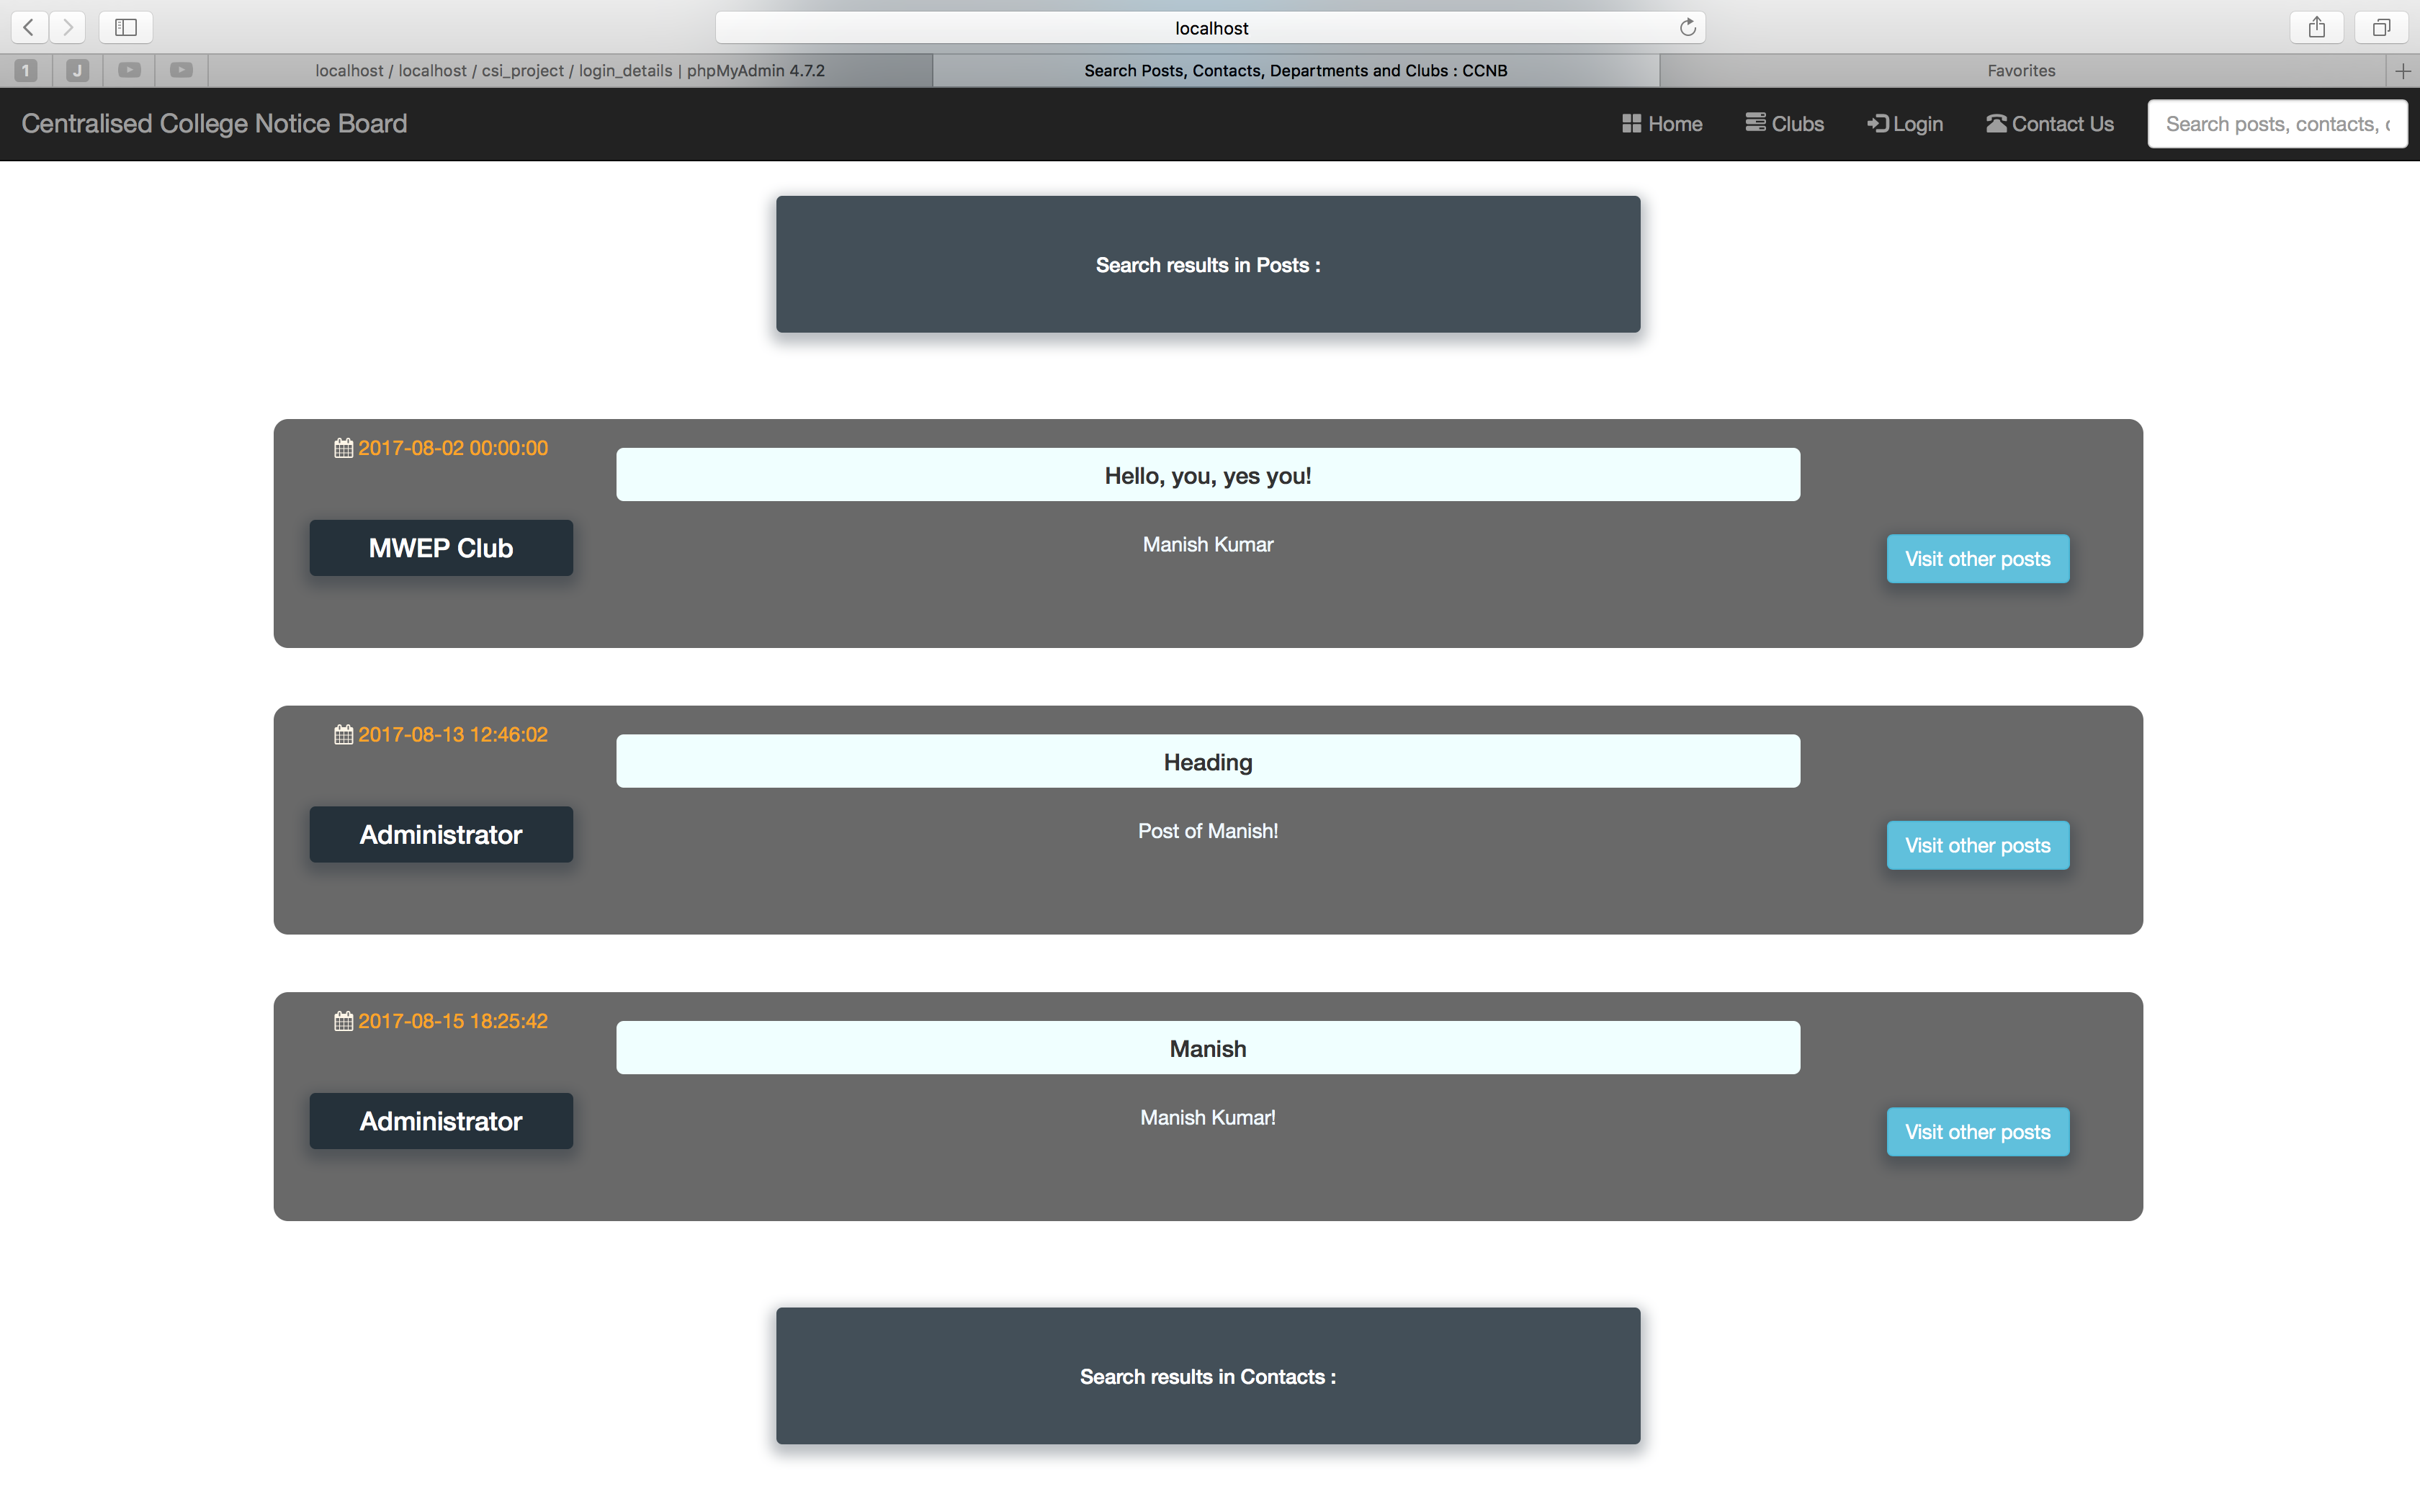 localhost
1
J
localhost / localhost / csi_project / login_details | phpMyAdmin 4.7.2
Search Posts, Contacts, Departments and Clubs : CCNB
Favorites
Centralised College Notice Board
Home
Clubs
Login
Contact Us
Search posts, contacts,
Search results in Posts :
2017-08-02 00:00:00
Hello, you, yes you!
MWEP Club
Manish Kumar
Visit other posts
2017-08-13 12:46:02
Heading
Administrator
Post of Manish!
Visit other posts
2017-08-15 18:25:42
Manish
Administrator
Manish Kumar!
Visit other posts
Search results in Contacts :